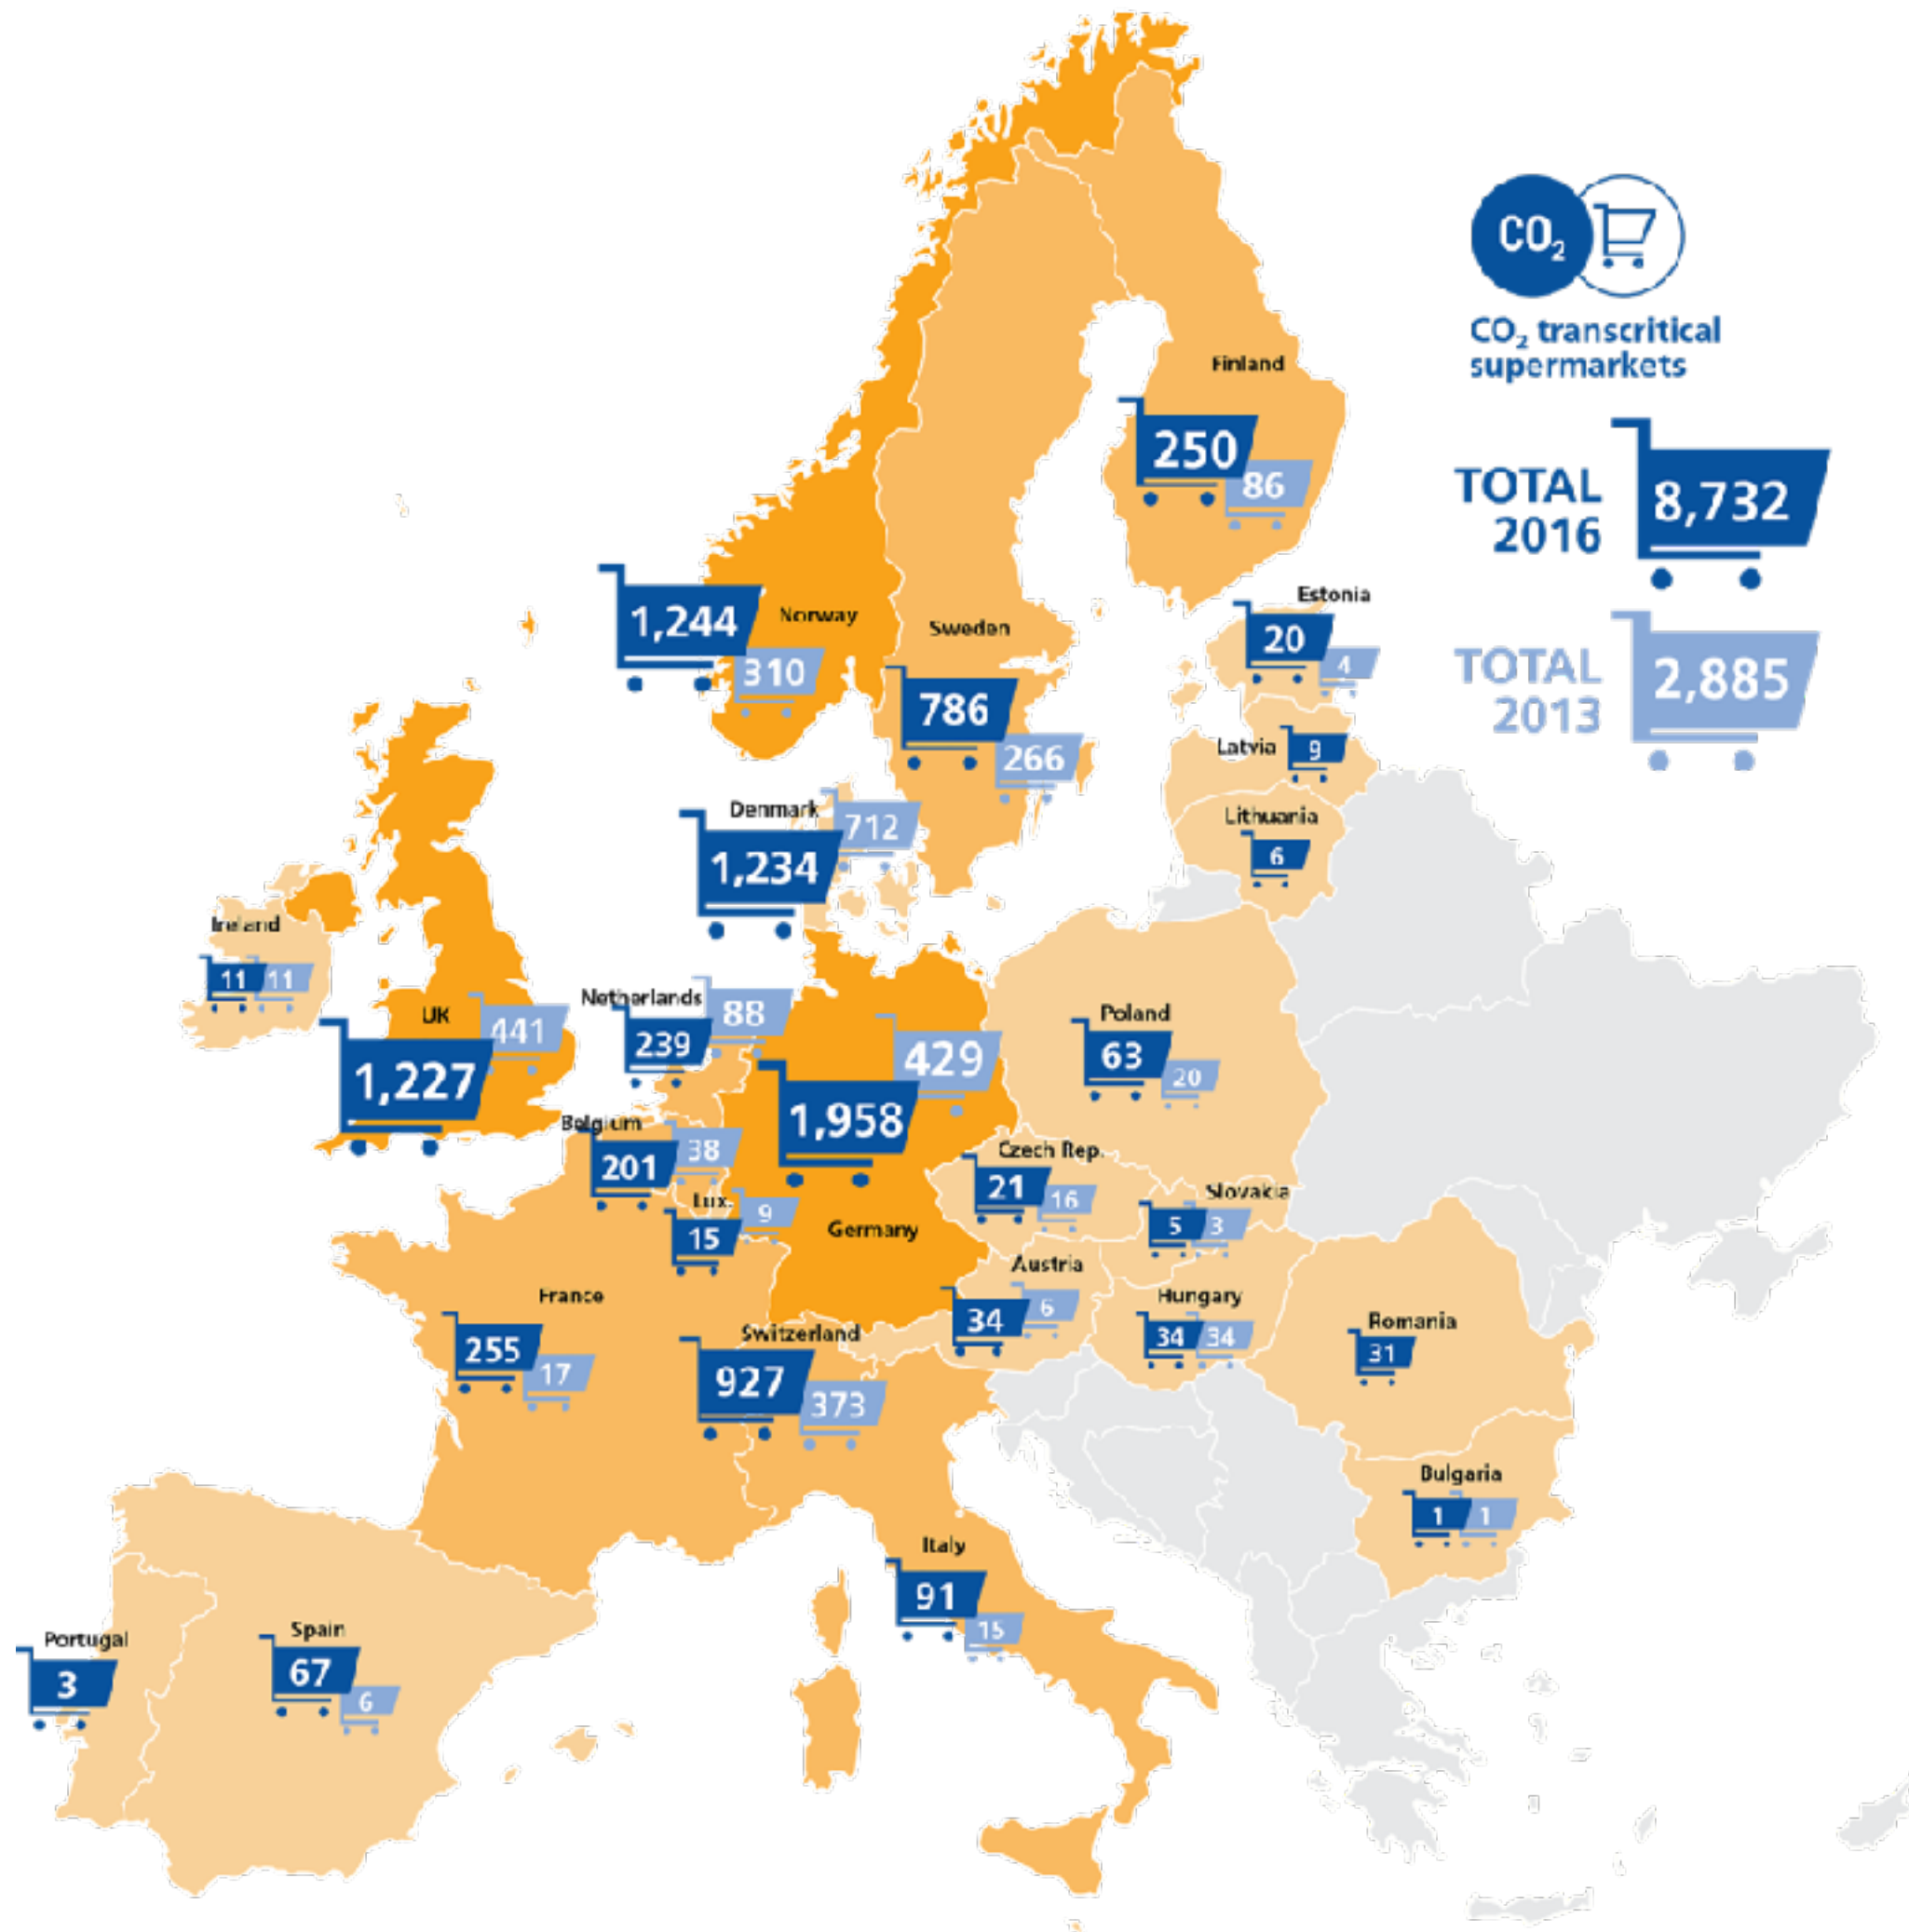 CO₂
CO₂ transcritical
supermarkets
TOTAL
2016
8,732
TOTAL
2013
2,885
Finland
250
86
Norway
1,244
310
Sweden
786
266
Estonia
20
4
Latvia
9
Lithuania
6
Denmark
712
1,234
Ireland
11
11
UK
441
1,227
Netherlands
88
239
Germany
429
1,958
Poland
63
20
Belgium
38
201
Lux.
9
15
Czech Rep.
21
16
Slovakia
5
3
Austria
34
6
Hungary
34
34
Romania
31
France
255
17
Switzerland
927
373
Bulgaria
1
1
Italy
91
15
Portugal
3
Spain
67
6